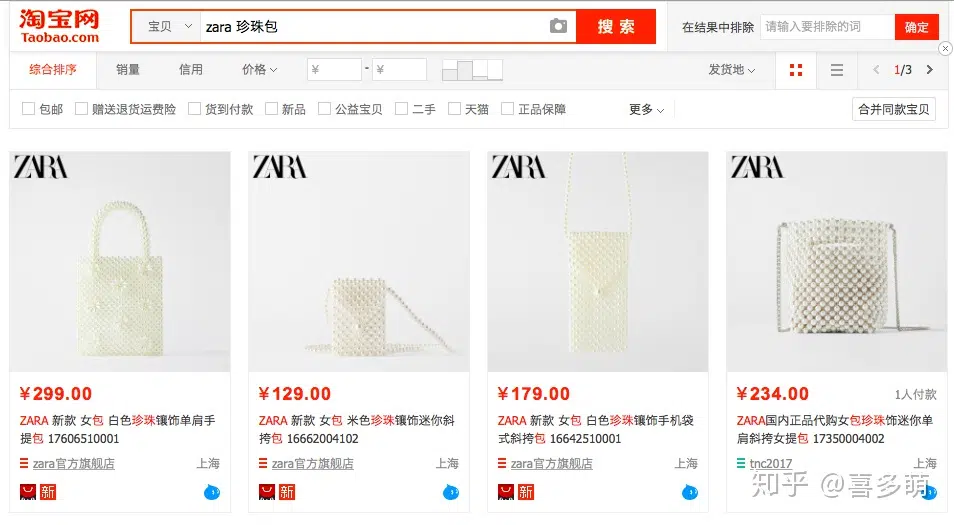 淘宝网
Taobao.com
宝贝 zara 珍珠包 搜 索
在结果中排除 请输入要排除的词 确定
综合排序 销量 信用 价格 ¥ - ¥ 发货地 1/3
包邮 赠送退货运费险 货到付款 新品 公益宝贝 二手 天猫 正品保障 更多 合并同款宝贝
ZARA ZARA ZARA ZARA
¥299.00
ZARA 新款 女包 白色珍珠镶饰单肩手
提包 17606510001
zara官方旗舰店 上海
新
¥129.00
ZARA 新款 女包 米色珍珠镶饰迷你斜
挎包 16662004102
zara官方旗舰店 上海
新
¥179.00
ZARA 新款 女包 白色珍珠镶饰手机袋
式斜挎包 16642510001
zara官方旗舰店 上海
新
¥234.00 1人付款
ZARA国内正品代购女包珍珠饰迷你单
肩斜挎女提包 17350004002
tnc2017 上海
知乎 @喜多萌